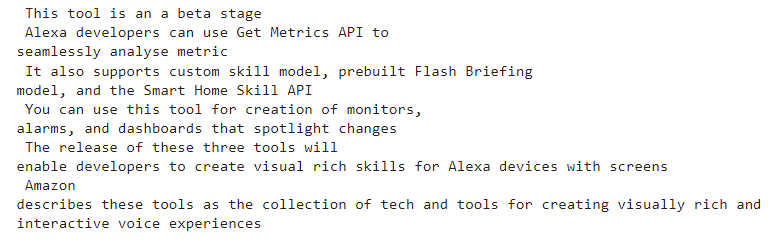 This tool is an a beta stage
Alexa developers can use Get Metrics API to
seamlessly analyse metric
It also supports custom skill model, prebuilt Flash Briefing
model, and the Smart Home Skill API
You can use this tool for creation of monitors,
alarms, and dashboards that spotlight changes
The release of these three tools will
enable developers to create visual rich skills for Alexa devices with screens
Amazon
describes these tools as the collection of tech and tools for creating visually rich and
interactive voice experiences